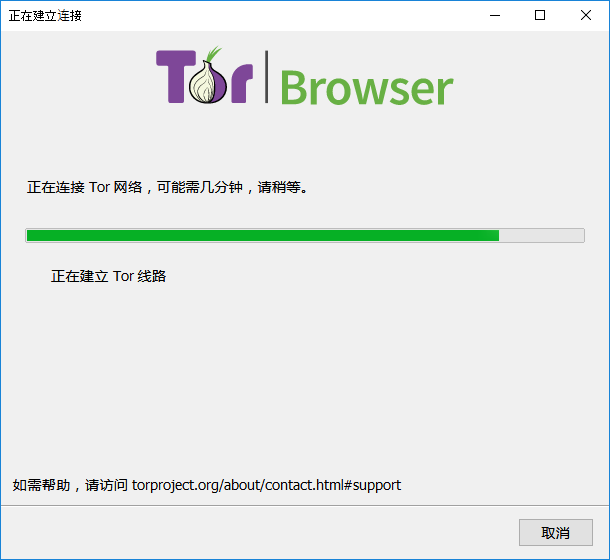 正在建立连接
Tor Browser
正在连接 Tor 网络，可能需几分钟，请稍等。
正在建立 Tor 线路
如需帮助，请访问 torproject.org/about/contact.html#support
取消